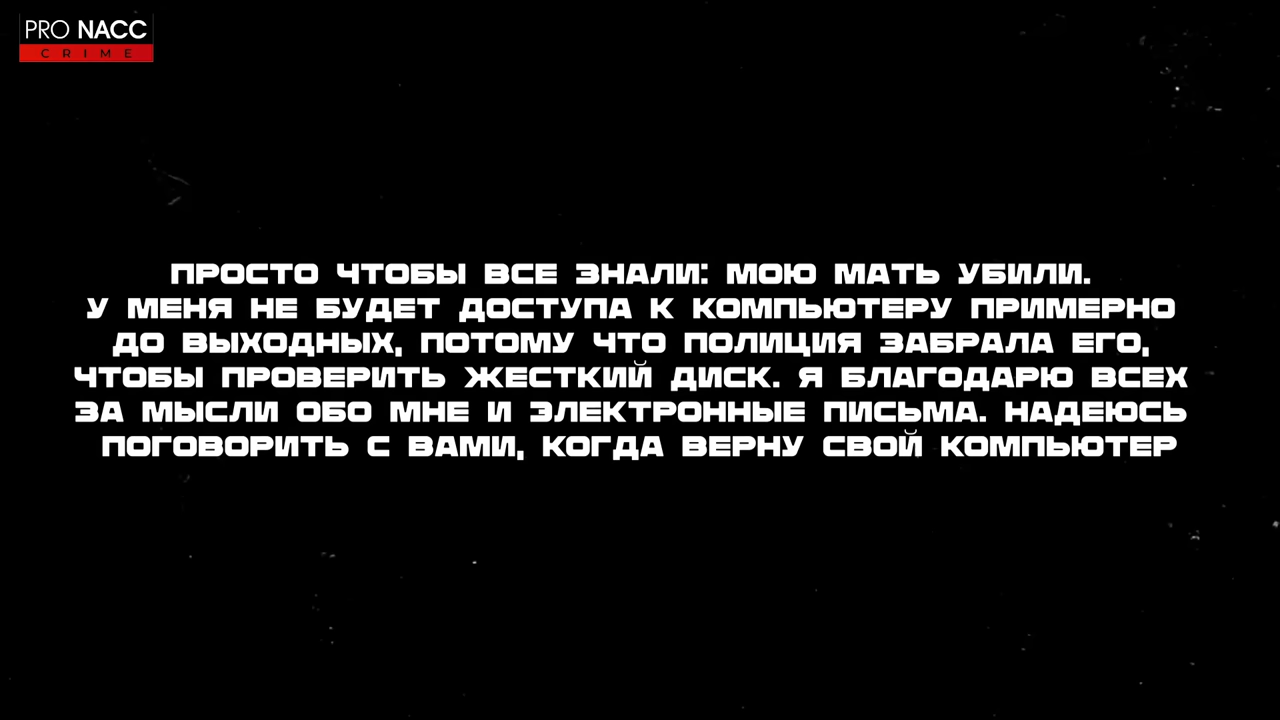 PRO NACC
CRIME
ПРОСТО ЧТОБЫ ВСЕ ЗНАЛИ: МОЮ МАТЬ УБИЛИ.
У МЕНЯ НЕ БУДЕТ ДОСТУПА К КОМПЬЮТЕРУ ПРИМЕРНО
ДО ВЫХОДНЫХ, ПОТОМУ ЧТО ПОЛИЦИЯ ЗАБРАЛА ЕГО,
ЧТОБЫ ПРОВЕРИТЬ ЖЕСТКИЙ ДИСК. Я БЛАГОДАРЮ ВСЕХ
ЗА МЫСЛИ ОБО МНЕ И ЭЛЕКТРОННЫЕ ПИСЬМА. НАДЕЮСЬ
ПОГОВОРИТЬ С ВАМИ, КОГДА ВЕРНУ СВОЙ КОМПЬЮТЕР